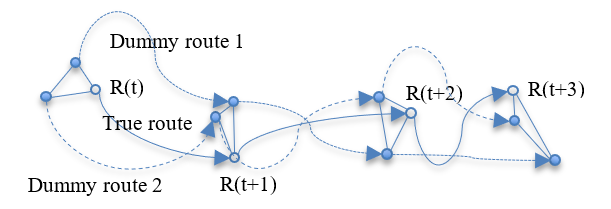 Dummy route 1
R(t)
R(t+2)
R(t+3)
True route
Dummy route 2
R(t+1)